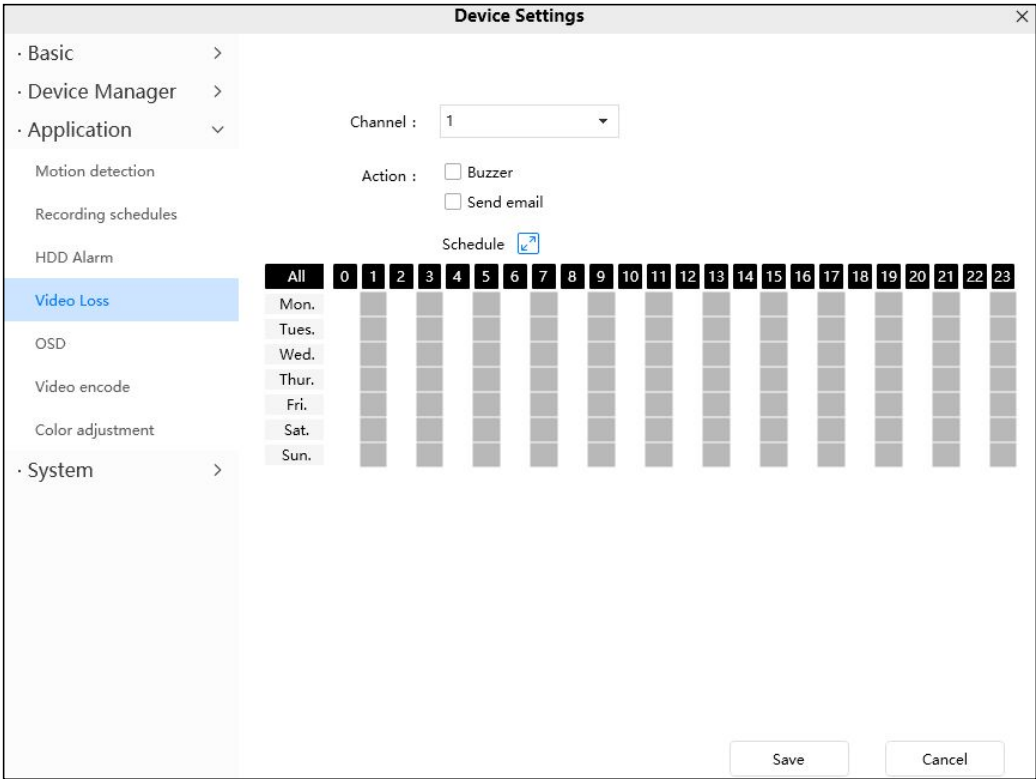 Device Settings
· Basic
· Device Manager
· Application
Motion detection
Recording schedules
HDD Alarm
Video Loss
OSD
Video encode
Color adjustment
· System
Channel : 1
Action : Buzzer
Send email
Schedule
All 0 1 2 3 4 5 6 7 8 9 10 11 12 13 14 15 16 17 18 19 20 21 22 23
Mon.
Tues.
Wed.
Thur.
Fri.
Sat.
Sun.
Save Cancel